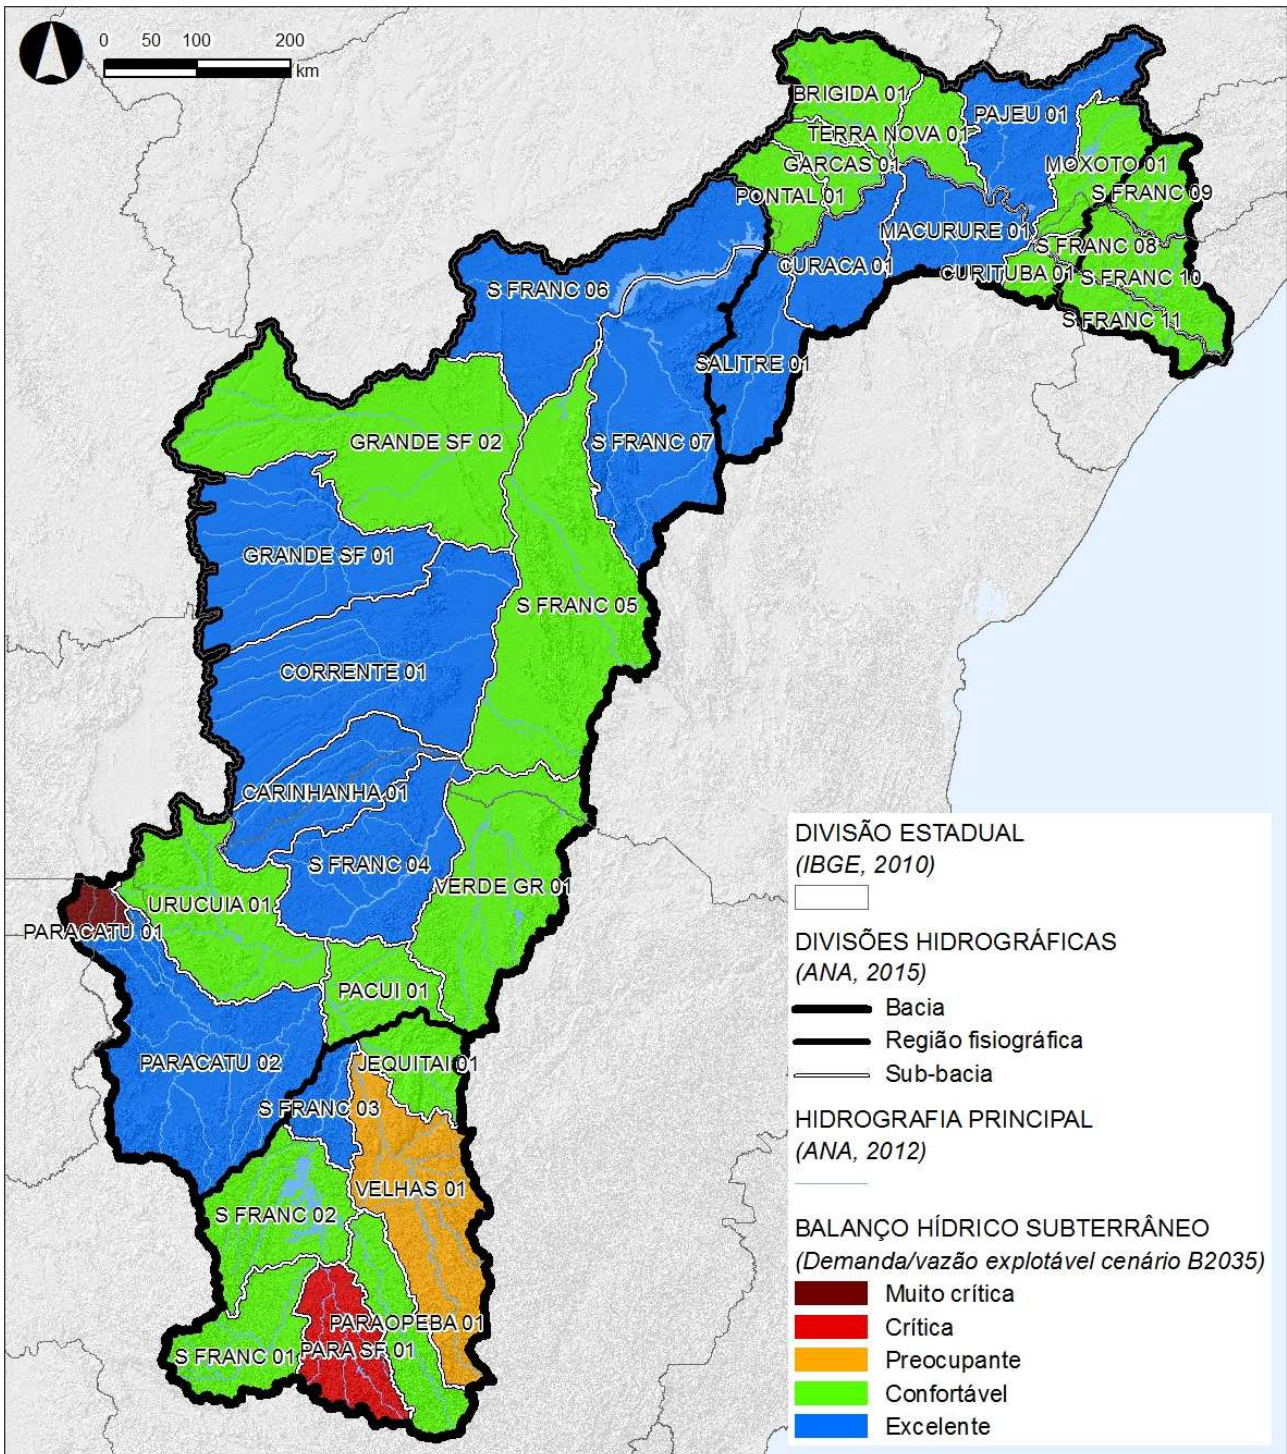 0 50 100 200
km
BRIGIDA 01
PAJEU 01
TERRA NOVA 01
GARCAS 01
MOXOTO 01
PONTAL 01
S FRANC 09
MACURURE 01
S FRANC 08
CURACA 01
CURITUBA 01
S FRANC 10
S FRANC 06
S FRANC 11
SALITRE 01
GRANDE SF 02
S FRANC 07
GRANDE SF 01
S FRANC 05
CORRENTE 01
CARINHANHA 01
S FRANC 04
VERDE GR 01
URUCUIA 01
PARACATU 01
PACUI 01
PARACATU 02
JEQUITAI 01
S FRANC 03
VELHAS 01
S FRANC 02
PARAOPEBA 01
PARA SF 01
S FRANC 01
DIVISÃO ESTADUAL
(IBGE, 2010)
DIVISÕES HIDROGRÁFICAS
(ANA, 2015)
Bacia
Região fisiográfica
Sub-bacia
HIDROGRAFIA PRINCIPAL
(ANA, 2012)
BALANÇO HÍDRICO SUBTERRÂNEO
(Demanda/vazão explotável cenário B2035)
Muito crítica
Crítica
Preocupante
Confortável
Excelente